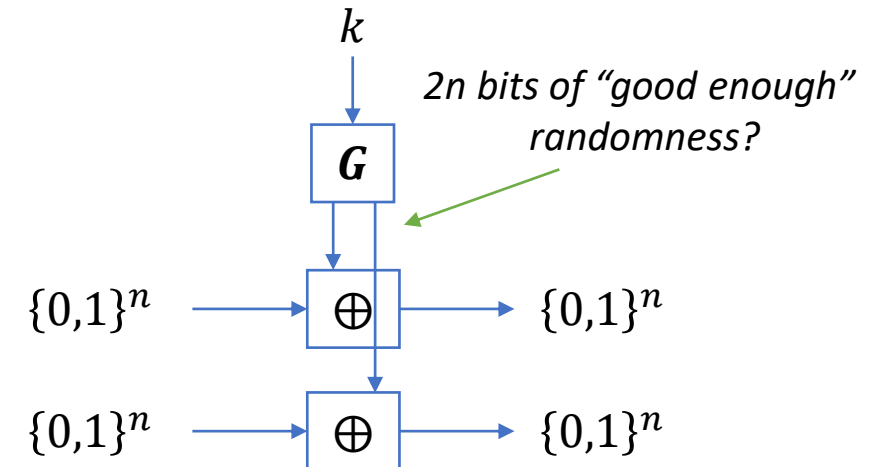 k
2n bits of “good enough”
randomness?
G
{0,1}ⁿ ⊕ {0,1}ⁿ
{0,1}ⁿ ⊕ {0,1}ⁿ